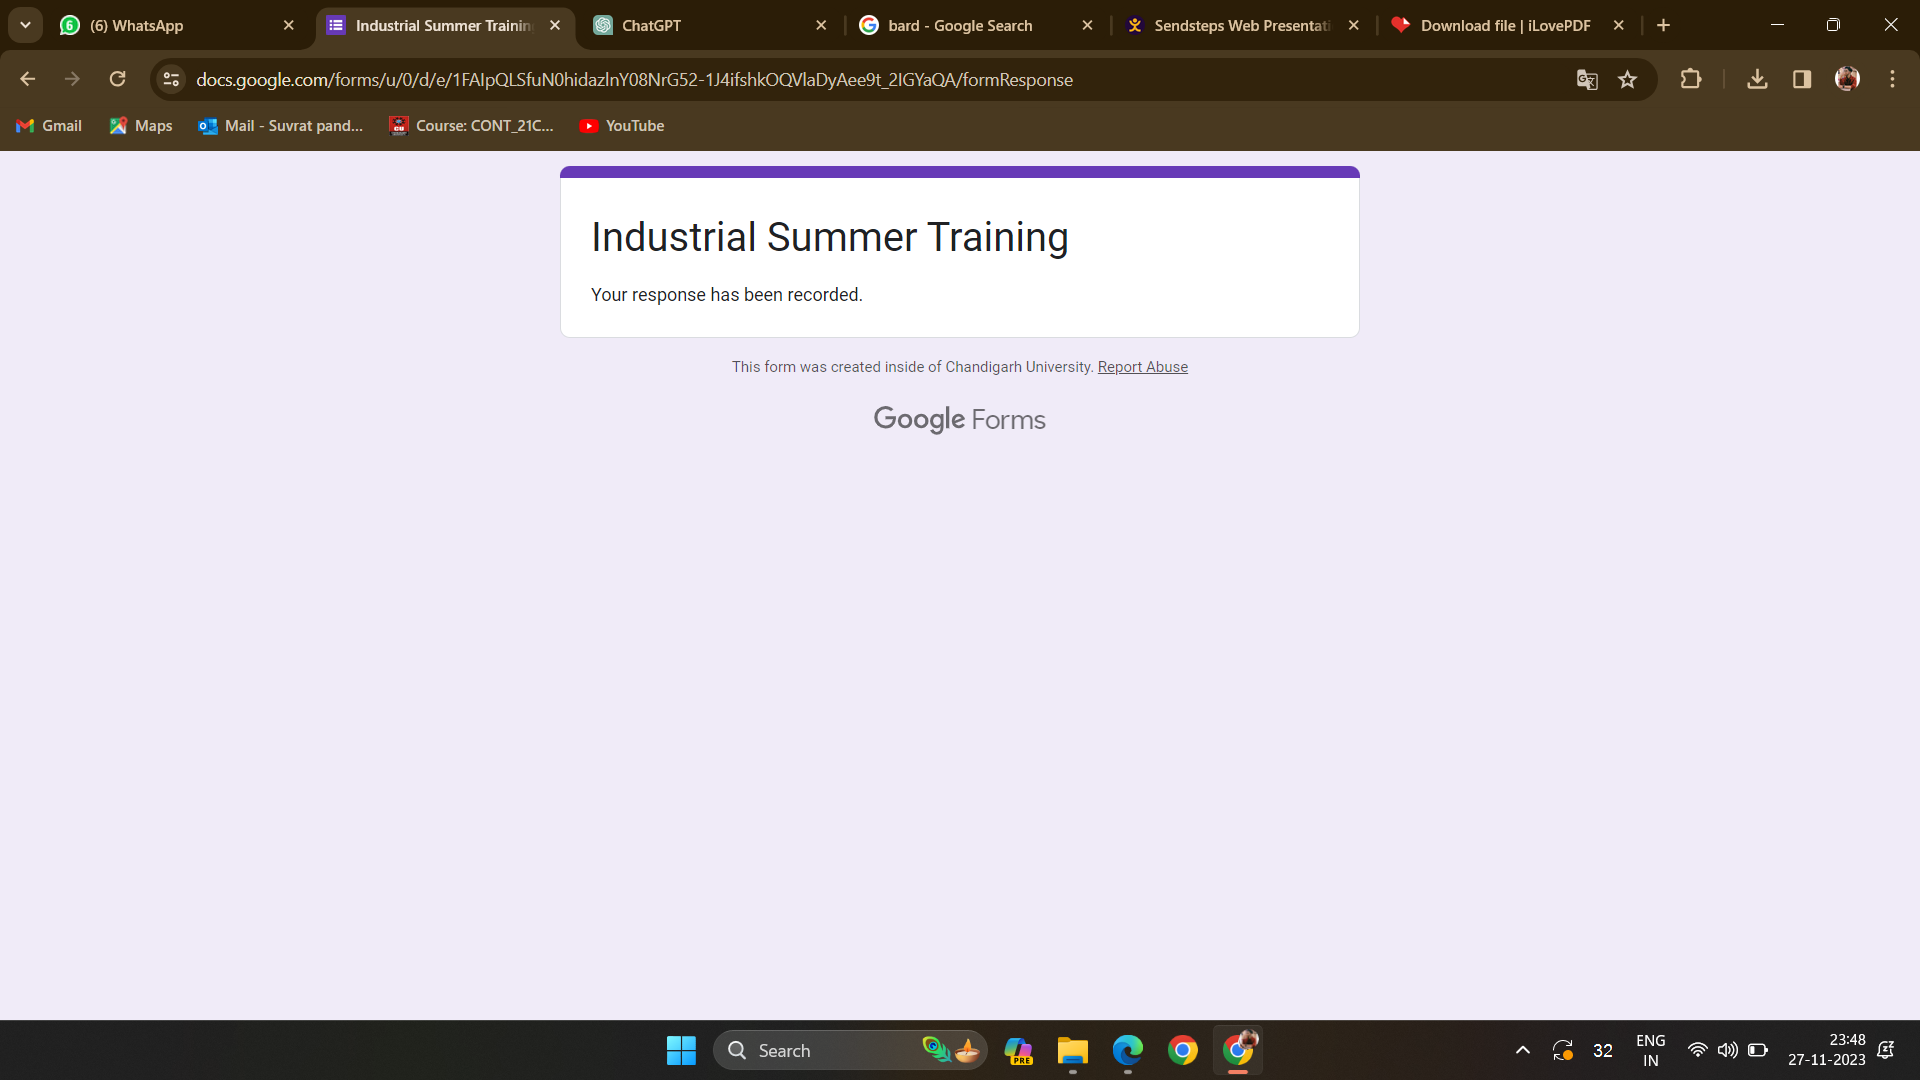 (6) WhatsApp
Industrial Summer Trainin
ChatGPT
bard - Google Search
Sendsteps Web Presentati
Download file | iLovePDF
docs.google.com/forms/u/0/d/e/1FAIpQLSfuN0hidazlnY08NrG52-1J4ifshkOQVlaDyAee9t_2IGYaQA/formResponse
Gmail
Maps
Mail - Suvrat pand...
Course: CONT_21C...
YouTube
Industrial Summer Training
Your response has been recorded.
This form was created inside of Chandigarh University. Report Abuse
Google Forms
Search
PRE
32
ENG
IN
23:48
27-11-2023